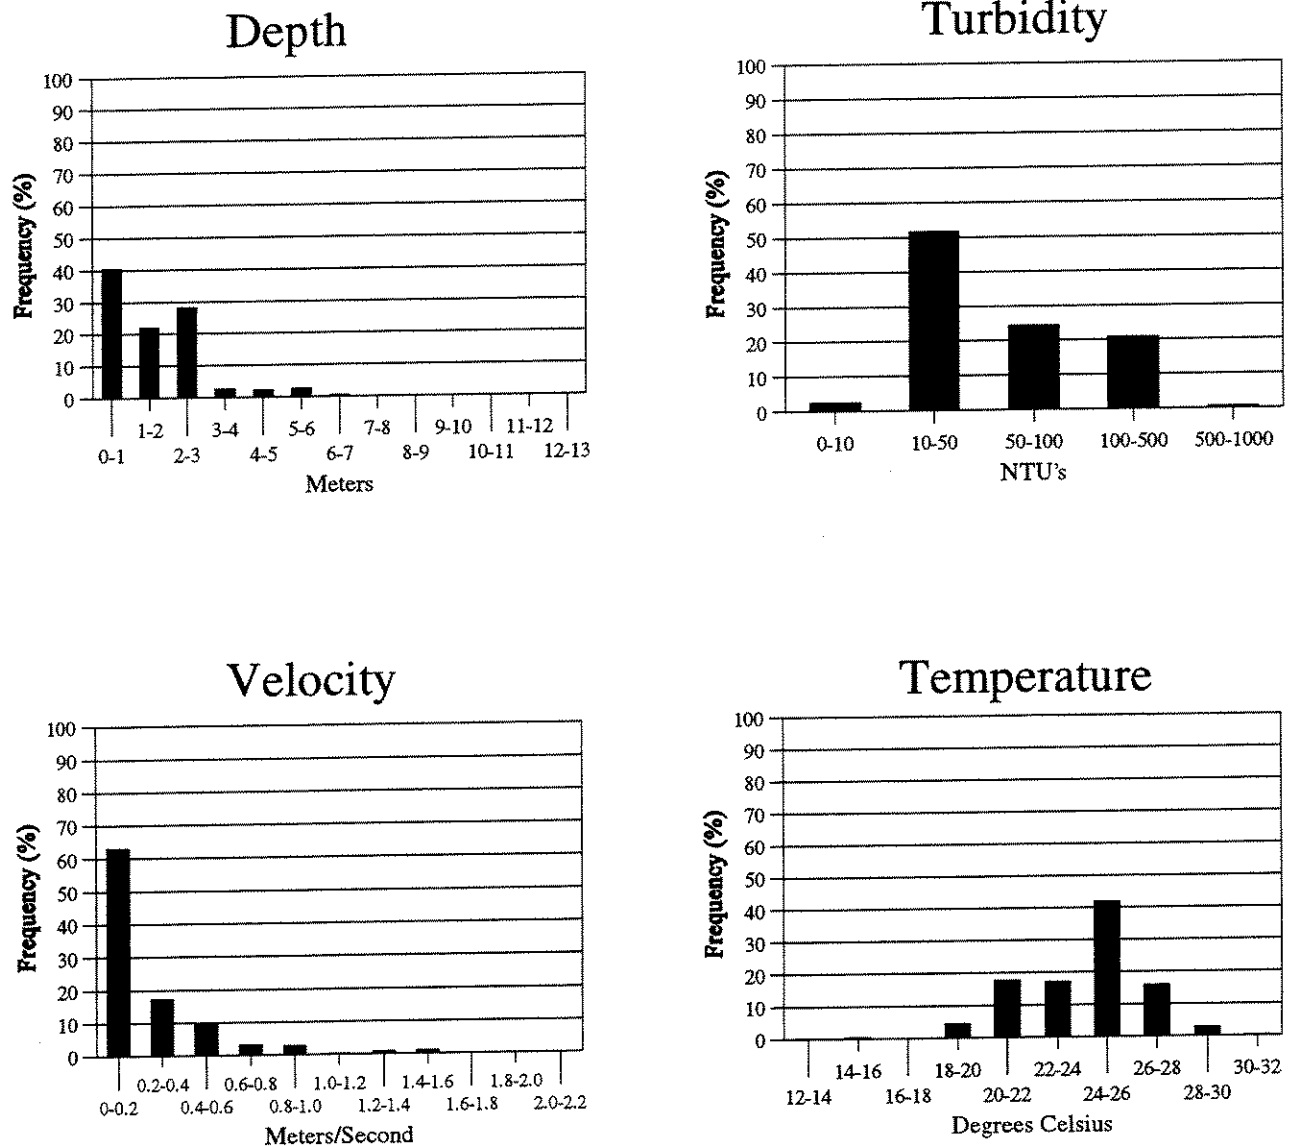 Depth
100
90
80
70
60
50
40
30
20
10
0
Frequency (%)
1-2 3-4 5-6 7-8 9-10 11-12
0-1 2-3 4-5 6-7 8-9 10-11 12-13
Meters
Turbidity
100
90
80
70
60
50
40
30
20
10
0
Frequency (%)
0-10 10-50 50-100 100-500 500-1000
NTU's
Velocity
100
90
80
70
60
50
40
30
20
10
0
Frequency (%)
0.2-0.4 0.6-0.8 1.0-1.2 1.4-1.6 1.8-2.0
0-0.2 0.4-0.6 0.8-1.0 1.2-1.4 1.6-1.8 2.0-2.2
Meters/Second
Temperature
100
90
80
70
60
50
40
30
20
10
0
Frequency (%)
14-16 18-20 22-24 26-28 30-32
12-14 16-18 20-22 24-26 28-30
Degrees Celsius